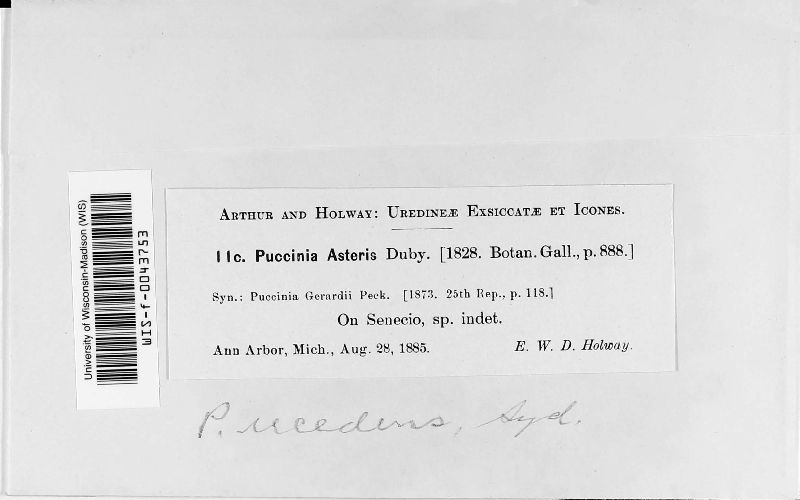 ARTHUR AND HOLWAY: UREDINEÆ EXSICCATÆ ET ICONES.
11c. Puccinia Asteris Duby. [1828. Botan. Gall., p. 888.]
Syn.: Puccinia Gerardii Peck. [1873. 25th Rep., p. 118.]
On Senecio, sp. indet.
Ann Arbor, Mich., Aug. 28, 1885. E. W. D. Holway.
P. recedens, Syd.
University of Wisconsin-Madison (WIS)
WIS-f-0043753